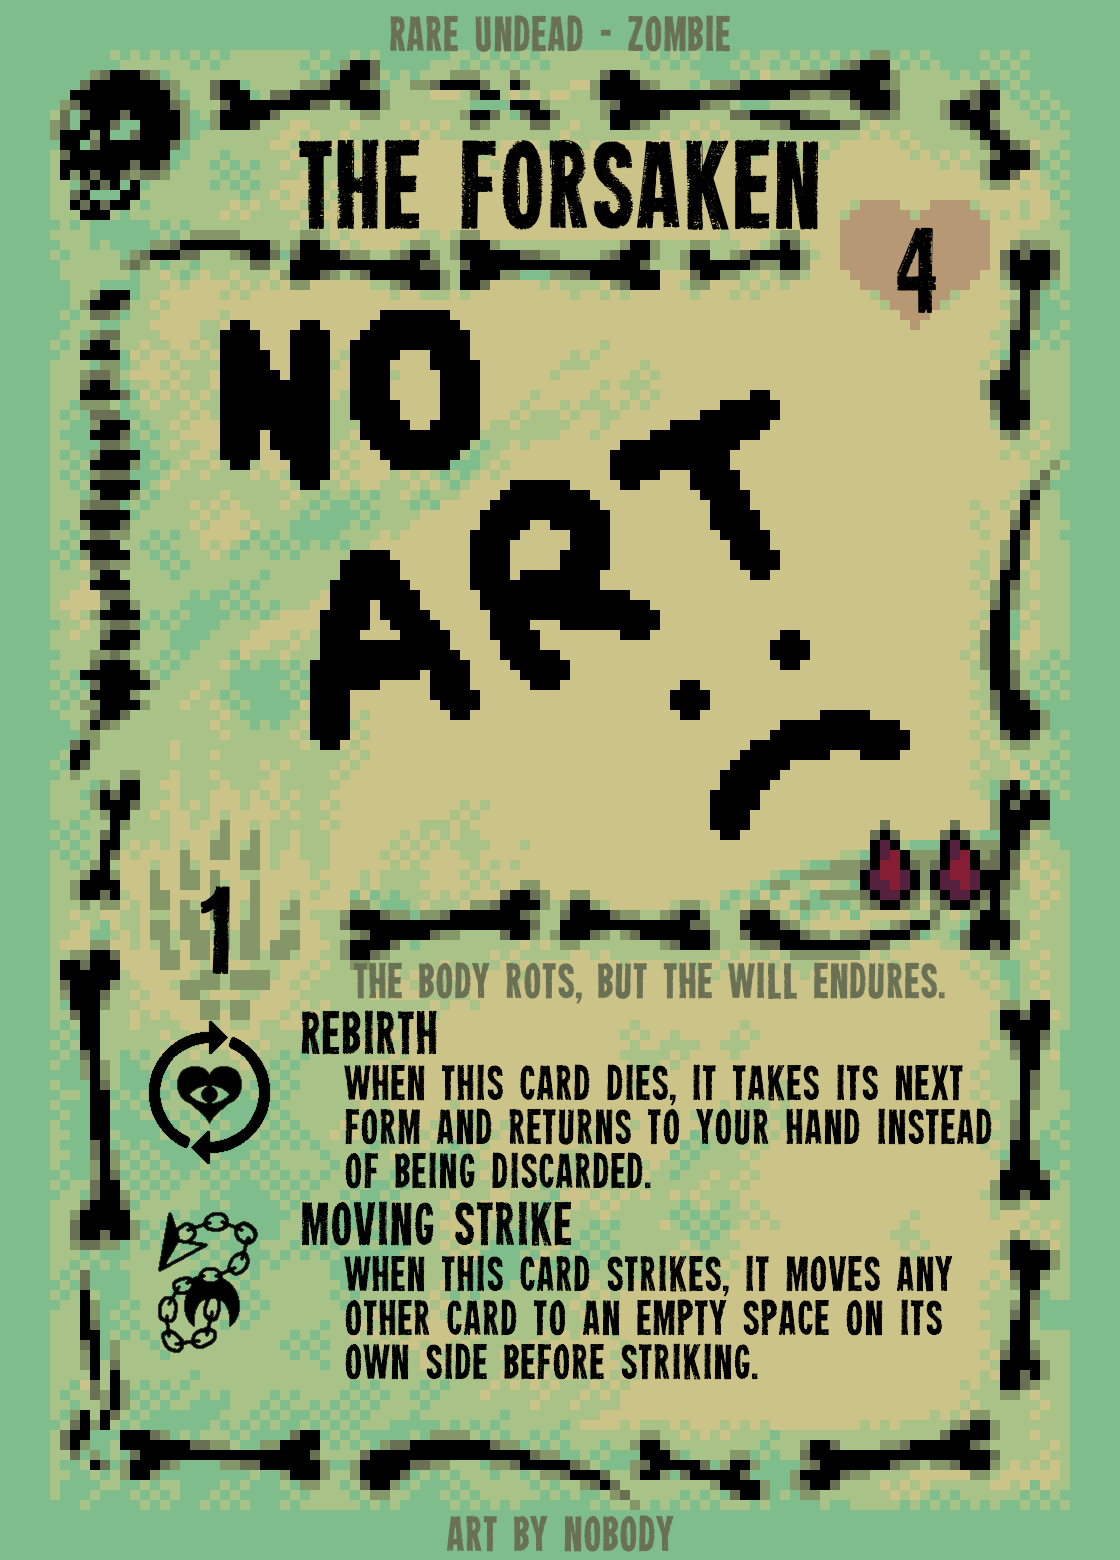 RARE UNDEAD - ZOMBIE
THE FORSAKEN
4
NO
ART
1
THE BODY ROTS, BUT THE WILL ENDURES.
REBIRTH
WHEN THIS CARD DIES, IT TAKES ITS NEXT
FORM AND RETURNS TO YOUR HAND INSTEAD
OF BEING DISCARDED.
MOVING STRIKE
WHEN THIS CARD STRIKES, IT MOVES ANY
OTHER CARD TO AN EMPTY SPACE ON ITS
OWN SIDE BEFORE STRIKING.
ART BY NOBODY